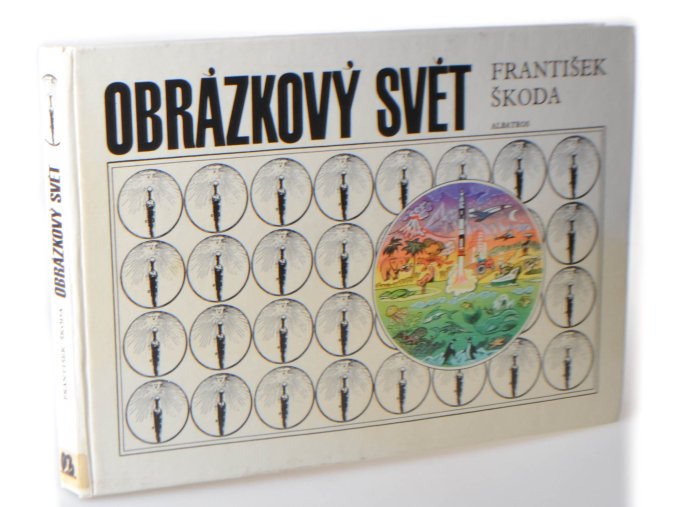 OBRÁZKOVÝ SVĚT
FRANTIŠEK
ŠKODA
ALBATROS
FRANTIŠEK ŠKODA OBRÁZKOVÝ SVĚT